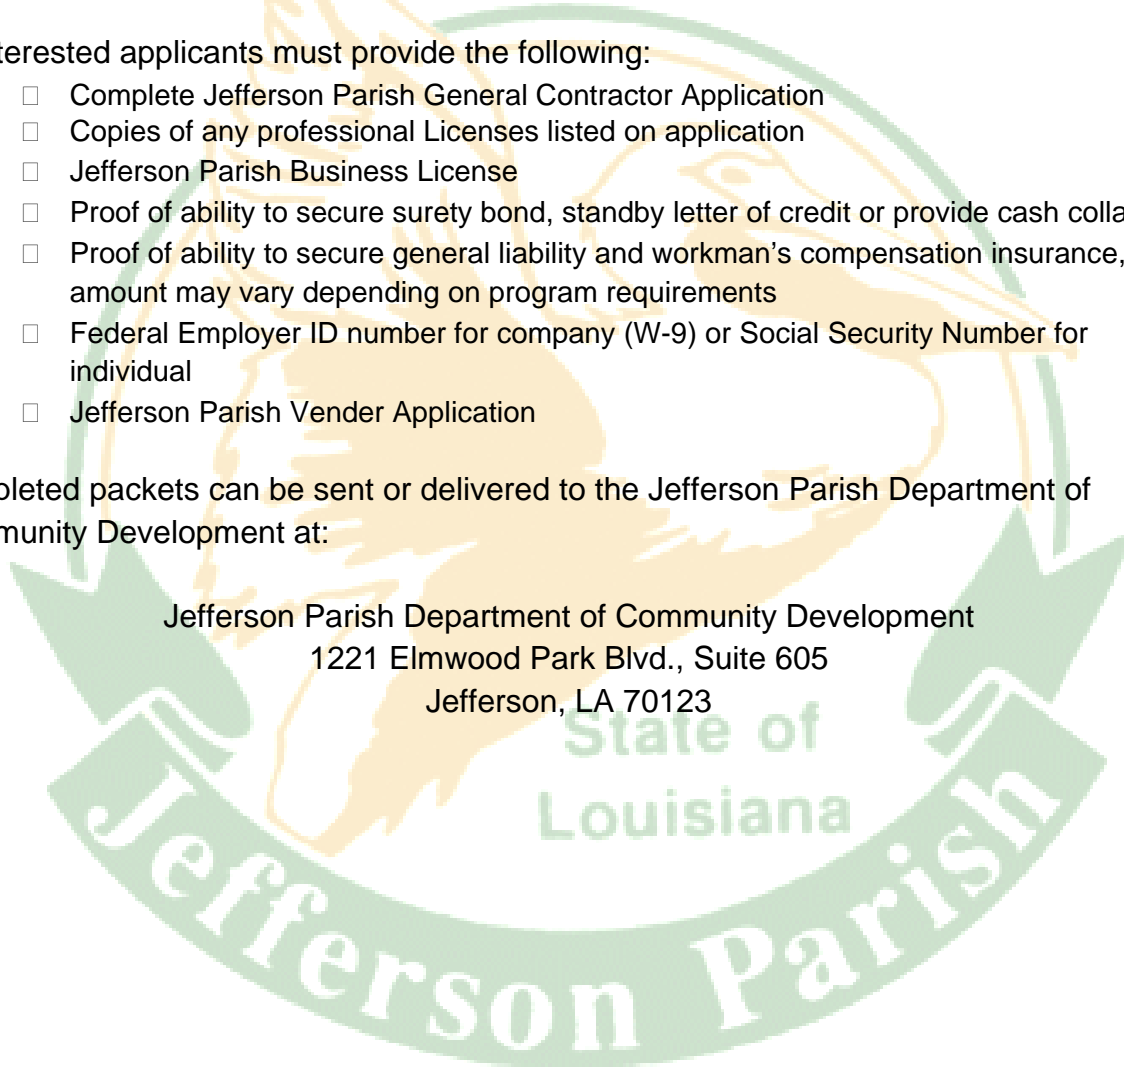 terested applicants must provide the following:
Complete Jefferson Parish General Contractor Application
Copies of any professional Licenses listed on application
Jefferson Parish Business License
Proof of ability to secure surety bond, standby letter of credit or provide cash colla
Proof of ability to secure general liability and workman’s compensation insurance,
amount may vary depending on program requirements
Federal Employer ID number for company (W-9) or Social Security Number for
individual
Jefferson Parish Vender Application
leted packets can be sent or delivered to the Jefferson Parish Department of
munity Development at:
Jefferson Parish Department of Community Development
1221 Elmwood Park Blvd., Suite 605
Jefferson, LA 70123
State of
Louisiana
Jefferson Parish